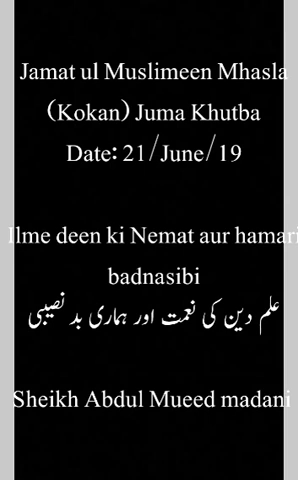 Jamat ul Muslimeen Mhasla
(Kokan) Juma Khutba
Date: 21/June/19
Ilme deen ki Nemat aur hamari
badnasibi
علم دین کی نعمت اور ہماری بد نصیبی
Sheikh Abdul Mueed madani